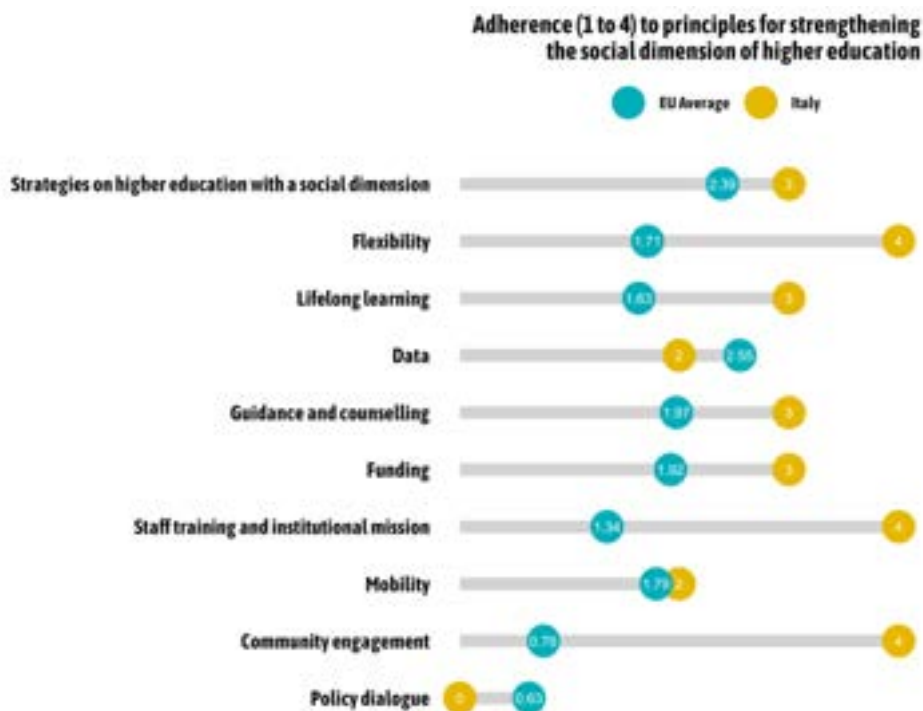 Adherence (1 to 4) to principles for strengthening
the social dimension of higher education
EU Average Italy
Strategies on higher education with a social dimension 2.39 3
Flexibility 1.71 4
Lifelong learning 1.63 3
Data 2 2.55
Guidance and counselling 1.97 3
Funding 1.92 3
Staff training and institutional mission 1.34 4
Mobility 1.79 2
Community engagement 0.76 4
Policy dialogue 0 0.63